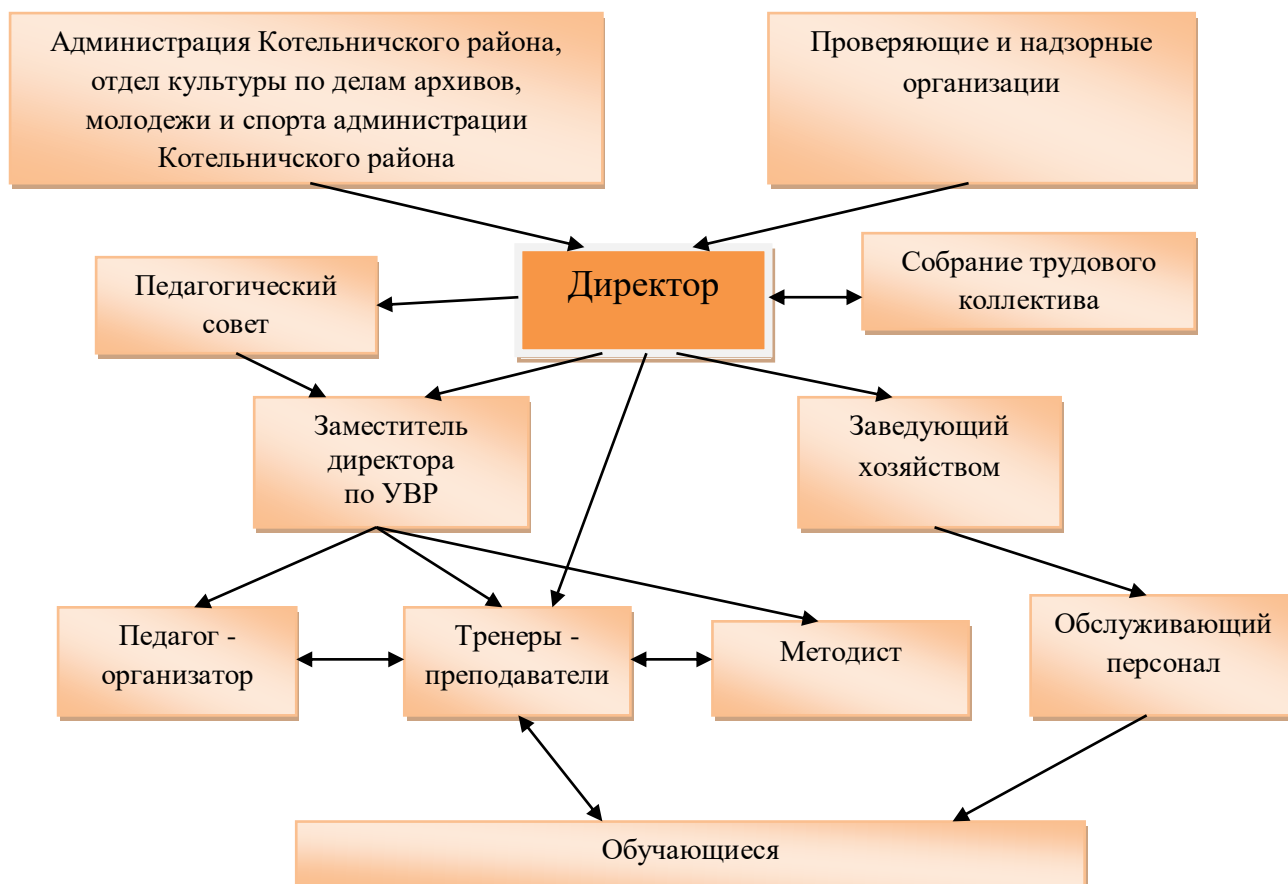 Администрация Котельничского района,
отдел культуры по делам архивов,
молодежи и спорта администрации
Котельничского района
Проверяющие и надзорные
организации
Педагогический
совет
Директор
Собрание трудового
коллектива
Заместитель
директора
по УВР
Заведующий
хозяйством
Педагог -
организатор
Тренеры -
преподаватели
Методист
Обслуживающий
персонал
Обучающиеся